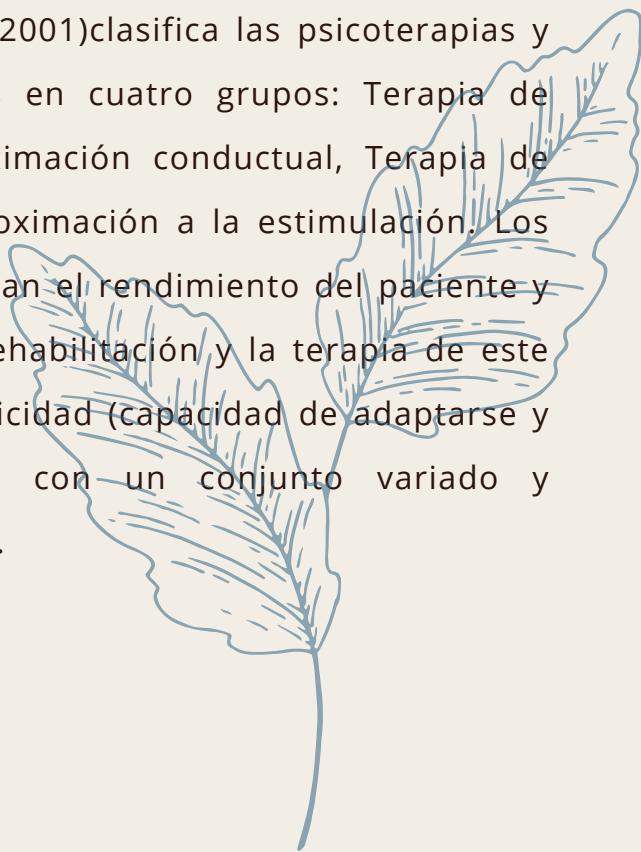 2001)clasifica las psicoterapias y
en cuatro grupos: Terapia de
imación conductual, Terapia de
oximación a la estimulación. Los
an el rendimiento del paciente y
ehabilitación y la terapia de este
icidad (capacidad de adaptarse y
con un conjunto variado y
.